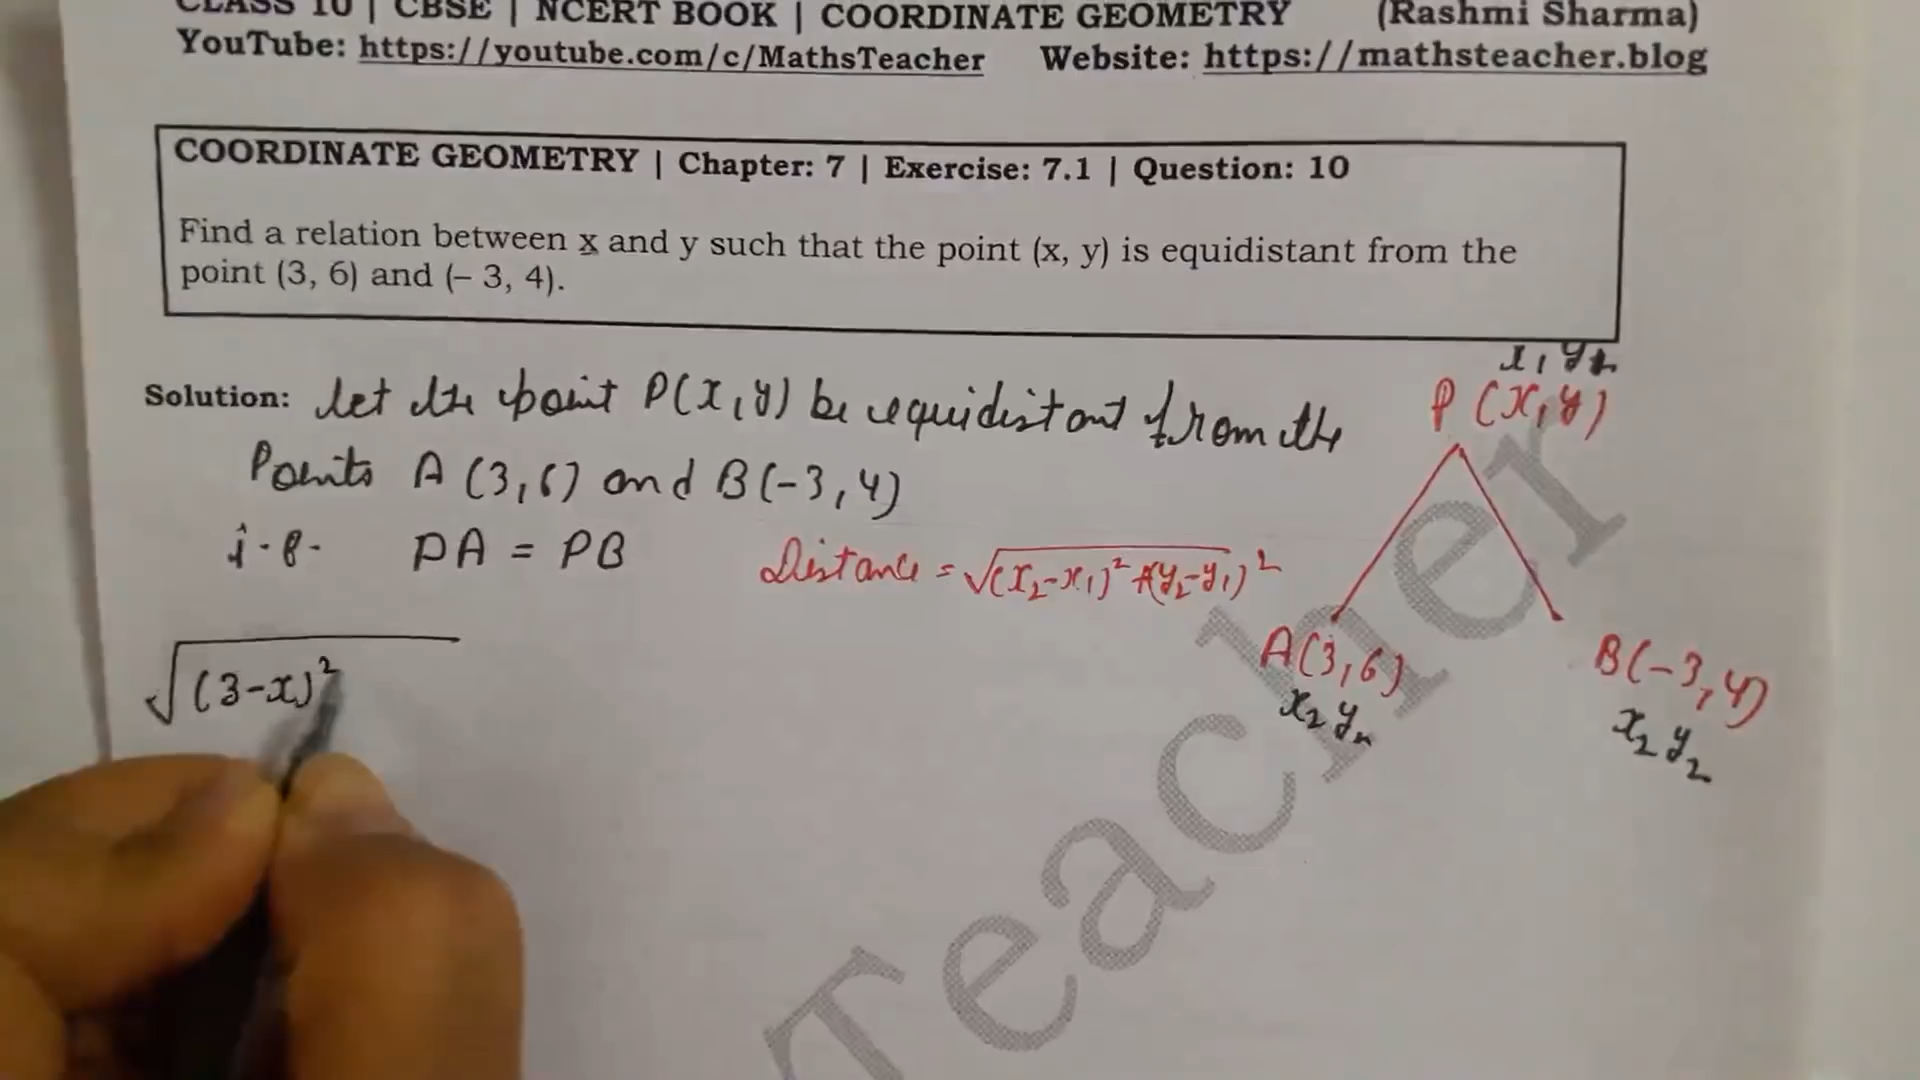 CLASS 10 | CBSE | NCERT BOOK | COORDINATE GEOMETRY (Rashmi Sharma)
YouTube: https://youtube.com/c/MathsTeacher Website: https://mathsteacher.blog
COORDINATE GEOMETRY | Chapter: 7 | Exercise: 7.1 | Question: 10
Find a relation between x and y such that the point (x, y) is equidistant from the
point (3, 6) and (– 3, 4).
Solution: Let the point P(x,y) be equidistant from the
Points A(3,6) and B(-3,4)
i.e. PA = PB
Distance = √(x₂-x₁)²+(y₂-y₁)²
√(3-x)²
x₁ y
P(x,y)
A(3,6)
x₂ y
B(-3,4)
x₂ y₂
Teacher